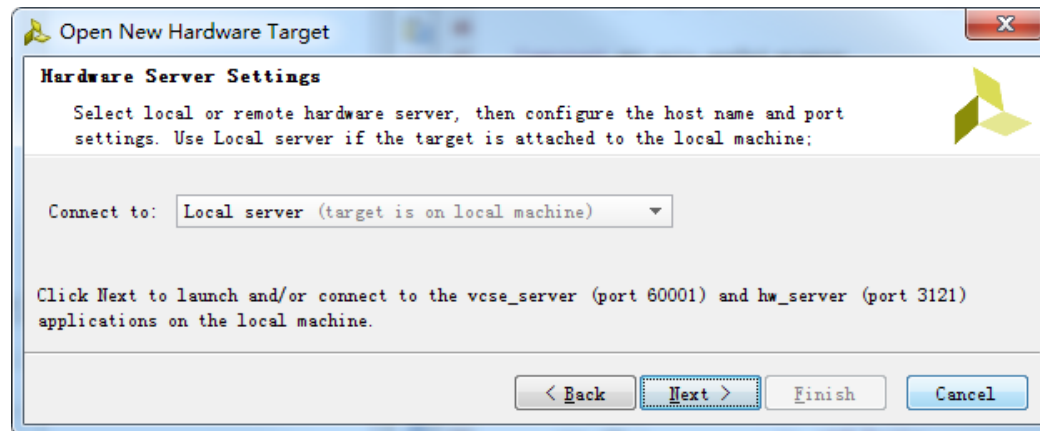 Open New Hardware Target
Hardware Server Settings
Select local or remote hardware server, then configure the host name and port
settings. Use Local server if the target is attached to the local machine;
Connect to: Local server (target is on local machine)
Click Next to launch and/or connect to the vcse_server (port 60001) and hw_server (port 3121)
applications on the local machine.
< Back Next > Finish Cancel